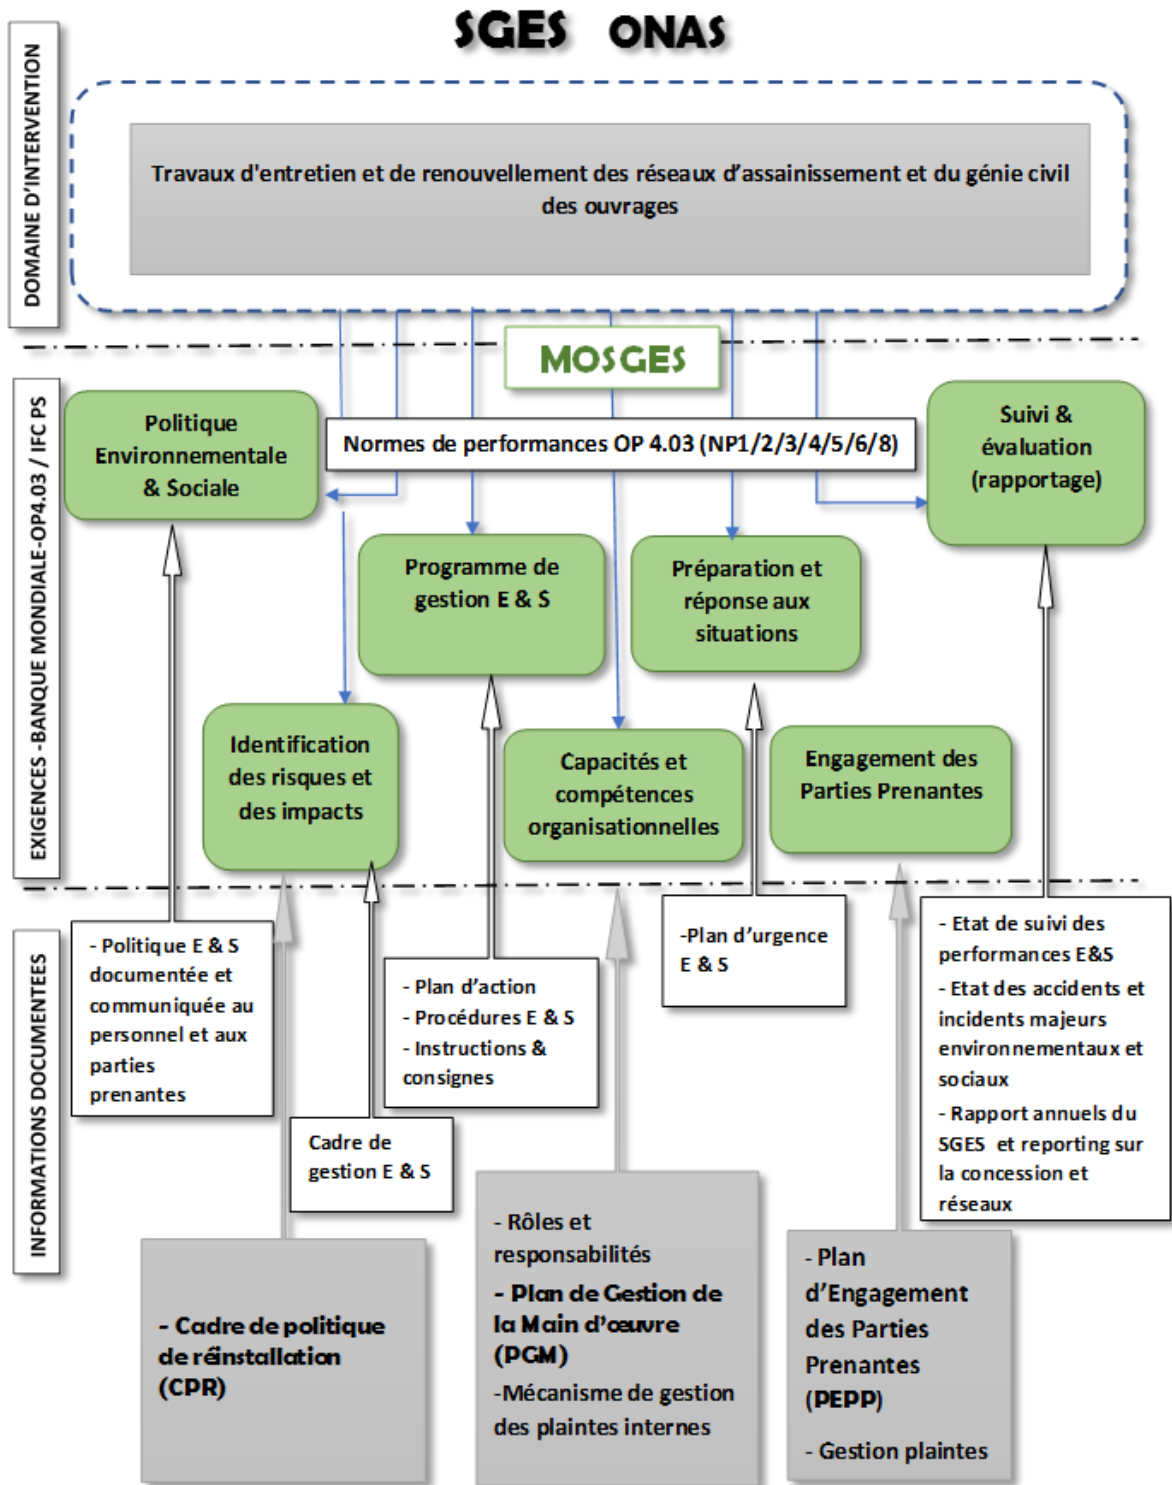 SGES ONAS
DOMAINE D'INTERVENTION
Travaux d'entretien et de renouvellement des réseaux d'assainissement et du génie civil
des ouvrages
MOSGES
EXIGENCES -BANQUE MONDIALE-OP4.03 / IFC PS
Politique
Environnementale
& Sociale
Normes de performances OP 4.03 (NP1/2/3/4/5/6/8)
Suivi &
évaluation
(rapportage)
Programme de
gestion E & S
Préparation et
réponse aux
situations
Identification
des risques et
des impacts
Capacités et
compétences
organisationnelles
Engagement des
Parties Prenantes
INFORMATIONS DOCUMENTEES
- Politique E & S
documentée et
communiquée au
personnel et aux
parties
prenantes
Cadre de
gestion E & S
- Plan d'action
- Procédures E & S
- Instructions &
consignes
-Plan d'urgence
E & S
- Etat de suivi des
performances E&S
- Etat des accidents et
incidents majeurs
environnementaux et
sociaux
- Rapport annuels du
SGES et reporting sur
la concession et
réseaux
- Cadre de politique
de réinstallation
(CPR)
- Rôles et
responsabilités
- Plan de Gestion de
la Main d'œuvre
(PGM)
-Mécanisme de gestion
des plaintes internes
- Plan
d'Engagement
des Parties
Prenantes
(PEPP)
- Gestion plaintes